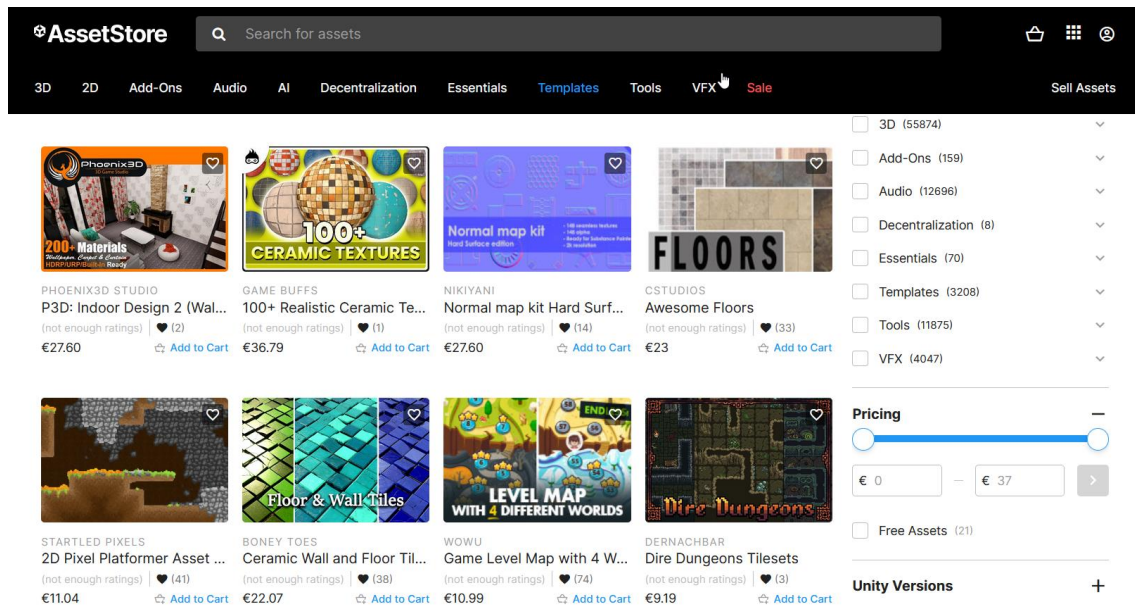 AssetStore
Search for assets
3D 2D Add-Ons Audio AI Decentralization Essentials Templates Tools VFX Sale Sell Assets
3D (55874)
Add-Ons (159)
Audio (12696)
Decentralization (8)
Essentials (70)
Templates (3208)
Tools (11875)
VFX (4047)
Pricing
€ 0 – € 37
Free Assets (21)
Unity Versions
Phoenix3D
3D Game Studio
200+ Materials
Wallpaper Carpet & Curtain
HDRP/URP/Built-In Ready
PHOENIX3D STUDIO
P3D: Indoor Design 2 (Wal...
(not enough ratings) (2)
€27.60 Add to Cart
100+
CERAMIC TEXTURES
GAME BUFFS
100+ Realistic Ceramic Te...
(not enough ratings) (1)
€36.79 Add to Cart
Normal map kit
Hard Surface edition
NIKIYANI
Normal map kit Hard Surf...
(not enough ratings) (14)
€27.60 Add to Cart
FLOORS
CSTUDIOS
Awesome Floors
(not enough ratings) (33)
€23 Add to Cart
STARTLED PIXELS
2D Pixel Platformer Asset ...
(not enough ratings) (41)
€11.04 Add to Cart
Floor & Wall Tiles
BONEY TOES
Ceramic Wall and Floor Til...
(not enough ratings) (38)
€22.07 Add to Cart
LEVEL MAP
WITH 4 DIFFERENT WORLDS
WOWU
Game Level Map with 4 W...
(not enough ratings) (74)
€10.99 Add to Cart
Dire Dungeons
DERNACHBAR
Dire Dungeons Tilesets
(not enough ratings) (3)
€9.19 Add to Cart